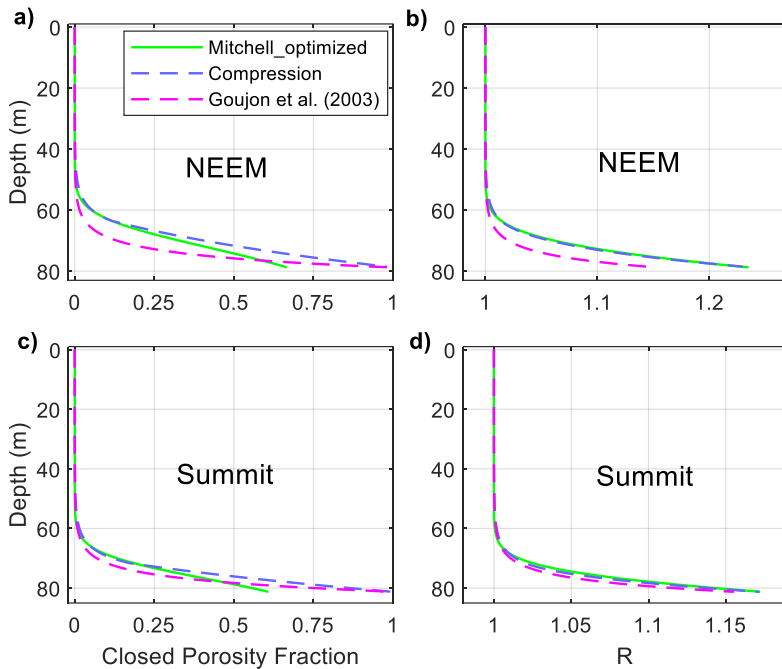 a)
b)
0
20
40
60
80
Depth (m)
Mitchell_optimized
Compression
Goujon et al. (2003)
NEEM
0 0.25 0.5 0.75 1
0
20
40
60
80
NEEM
1 1.1 1.2
c)
d)
0
20
40
60
80
Depth (m)
Summit
0 0.25 0.5 0.75 1
Closed Porosity Fraction
0
20
40
60
80
Summit
1 1.05 1.1 1.15
R